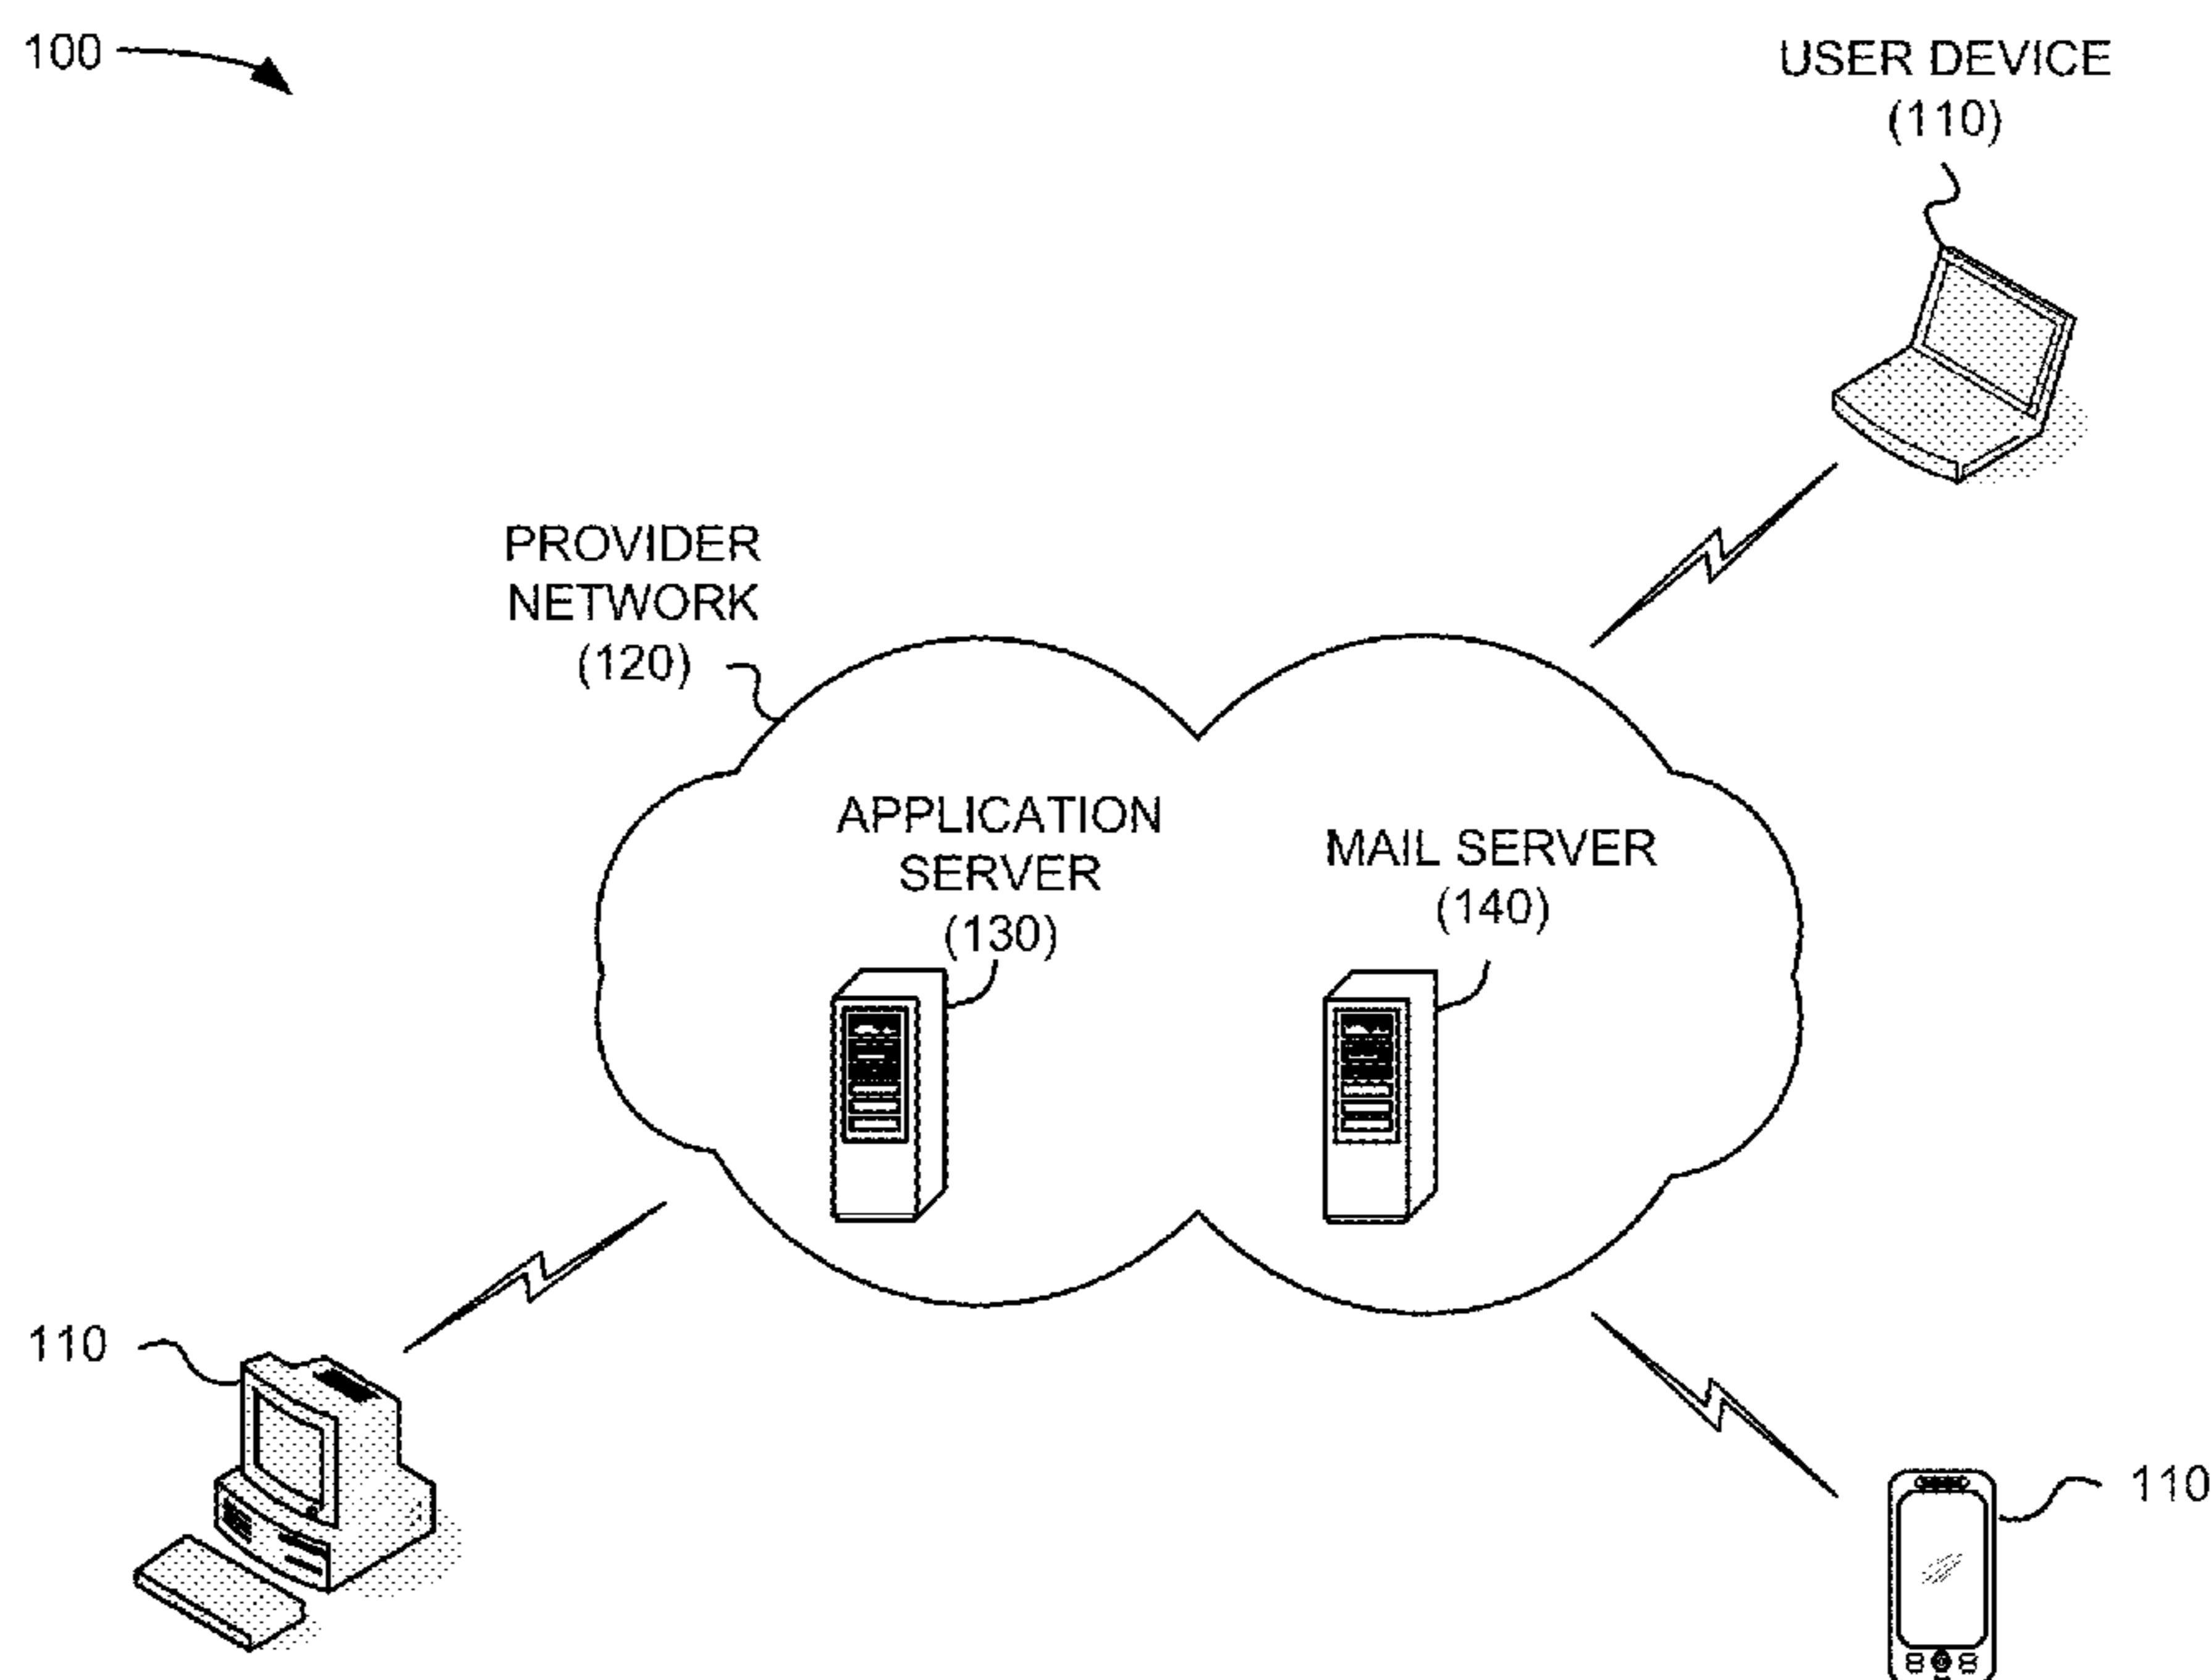 100
USER DEVICE
(110)
PROVIDER
NETWORK
(120)
APPLICATION
SERVER
(130)
MAIL SERVER
(140)
110
110